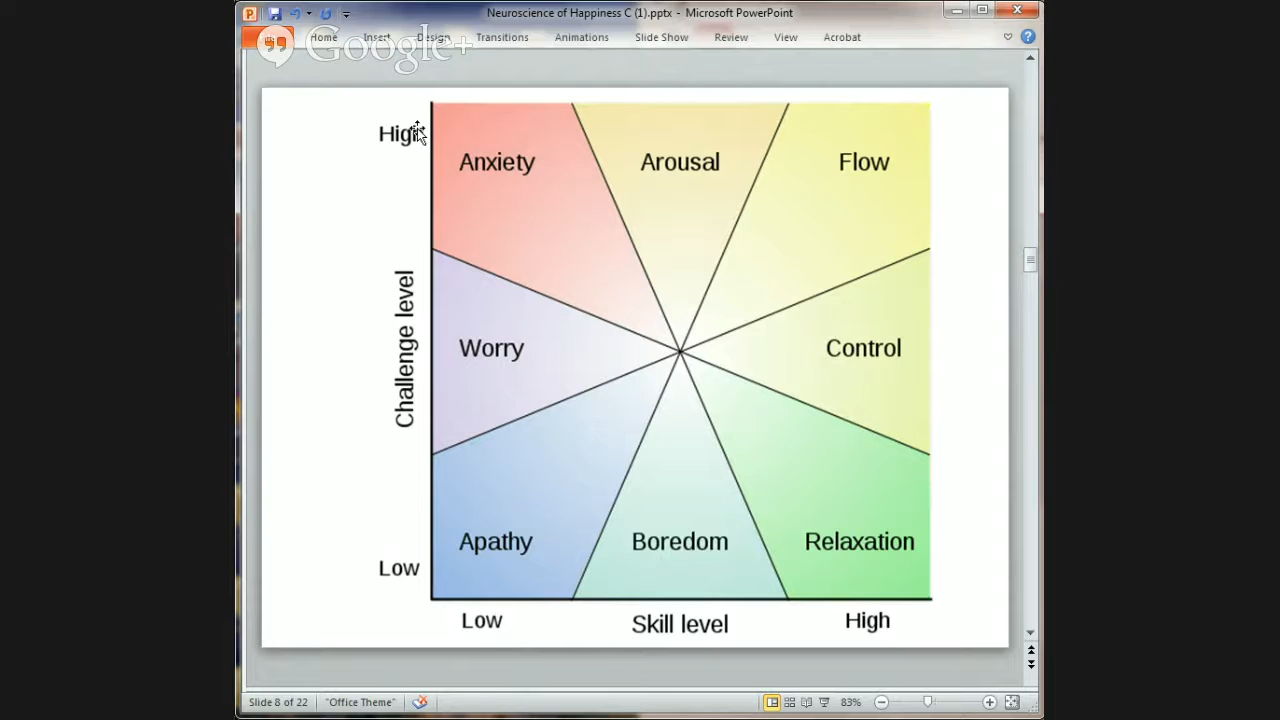 Neuroscience of Happiness C (1).pptx - Microsoft PowerPoint
Home Insert Design Transitions Animations Slide Show Review View Acrobat
Google+
High
Anxiety Arousal Flow
Challenge level
Worry Control
Apathy Boredom Relaxation
Low
Low Skill level High
Slide 8 of 22 "Office Theme" 83%